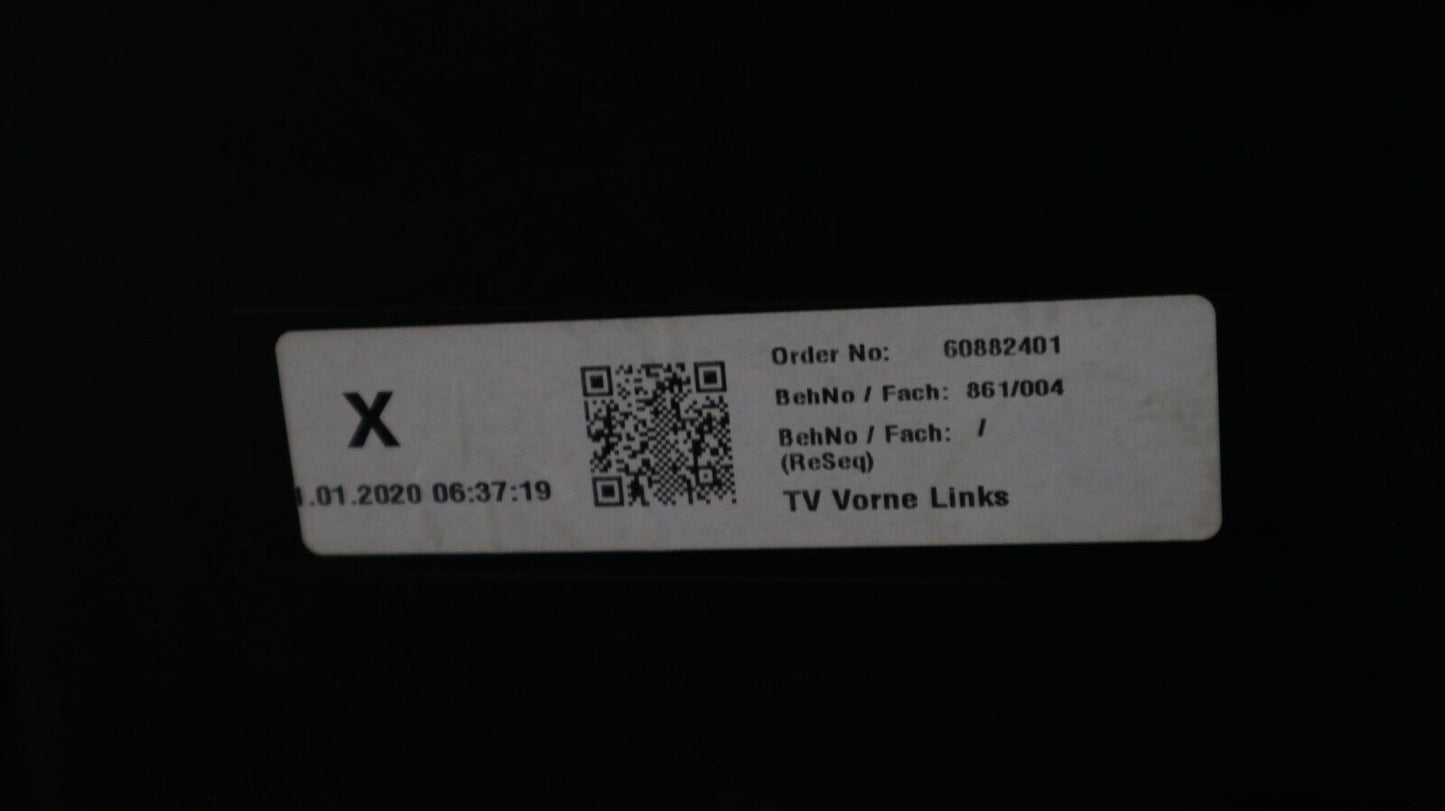 X
.01.2020 06:37:19
Order No: 60882401
BehNo / Fach: 861/004
BehNo / Fach: /
(ReSeq)
TV Vorne Links